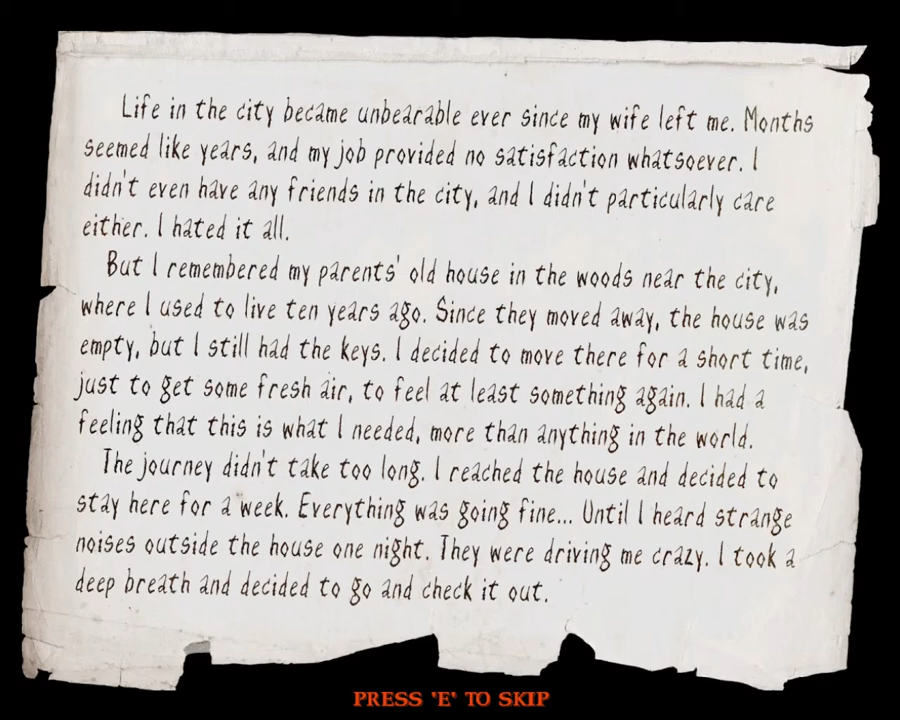 Life in the city became unbearable ever since my wife left me. Months
seemed like years, and my job provided no satisfaction whatsoever. I
didn't even have any friends in the city, and I didn't particularly care
either. I hated it all.
But I remembered my parents' old house in the woods near the city,
where I used to live ten years ago. Since they moved away, the house was
empty, but I still had the keys. I decided to move there for a short time,
just to get some fresh air, to feel at least something again. I had a
feeling that this is what I needed, more than anything in the world.
The journey didn't take too long. I reached the house and decided to
stay here for a week. Everything was going fine... Until I heard strange
noises outside the house one night. They were driving me crazy. I took a
deep breath and decided to go and check it out.
PRESS 'E' TO SKIP